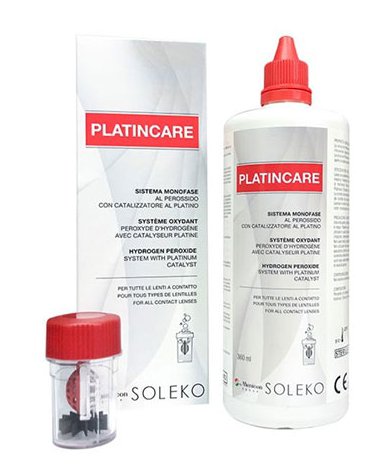 PLATINCARE
SISTEMA MONOFASE
AL PEROSSIDO
CON CATALIZZATORE AL PLATINO
SYSTÈME OXYDANT
PEROXYDE D'HYDROGÈNE
AVEC CATALYSEUR PLATINE
HYDROGEN PEROXIDE
SYSTEM WITH PLATINUM
CATALYST
PER TUTTE LE LENTI A CONTATTO
POUR TOUS TYPES DE LENTILLES
FOR ALL CONTACT LENSES
Menicon
SOLEKO
PLATINCARE
SISTEMA MONOFASE
AL PEROSSIDO
CON CATALIZZATORE AL PLATINO
SYSTÈME OXYDANT
PEROXYDE D'HYDROGÈNE
AVEC CATALYSEUR PLATINE
HYDROGEN PEROXIDE
SYSTEM WITH PLATINUM
CATALYST
PER TUTTE LE LENTI A CONTATTO
POUR TOUS TYPES DE LENTILLES
FOR ALL CONTACT LENSES
360 ml
Menicon
SOLEKO
CE